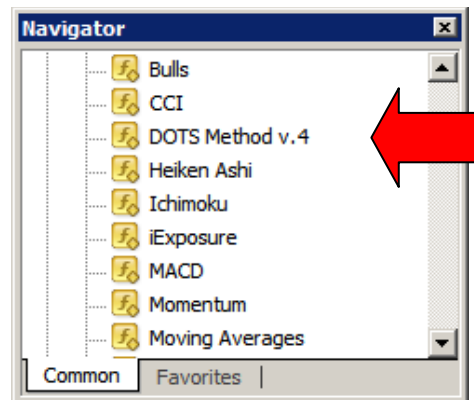 Navigator
Bulls
CCI
DOTS Method v.4
Heiken Ashi
Ichimoku
iExposure
MACD
Momentum
Moving Averages
Common Favorites